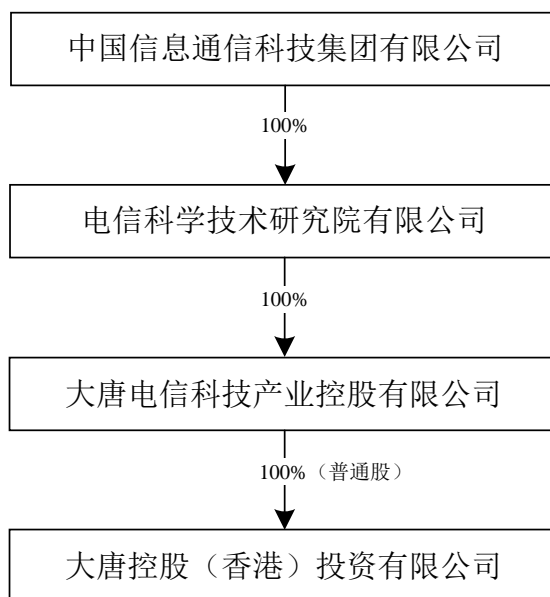 中国信息通信科技集团有限公司
100%
电信科学技术研究院有限公司
100%
大唐电信科技产业控股有限公司
100%（普通股）
大唐控股（香港）投资有限公司